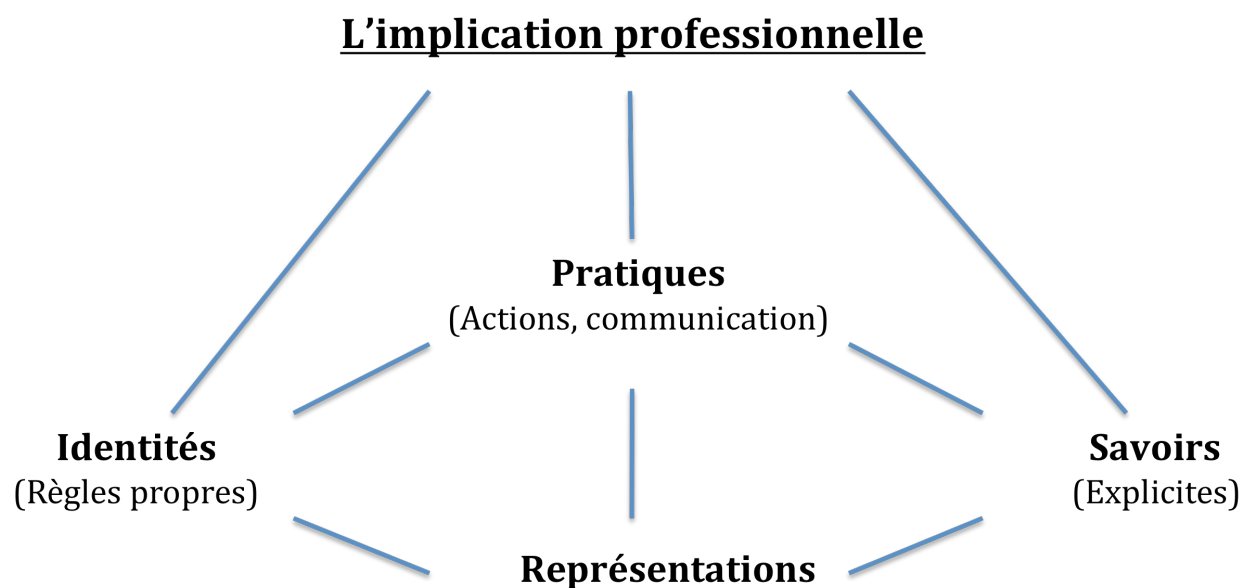 L’implication professionnelle
Pratiques
(Actions, communication)
Identités
(Règles propres)
Savoirs
(Explicites)
Représentations